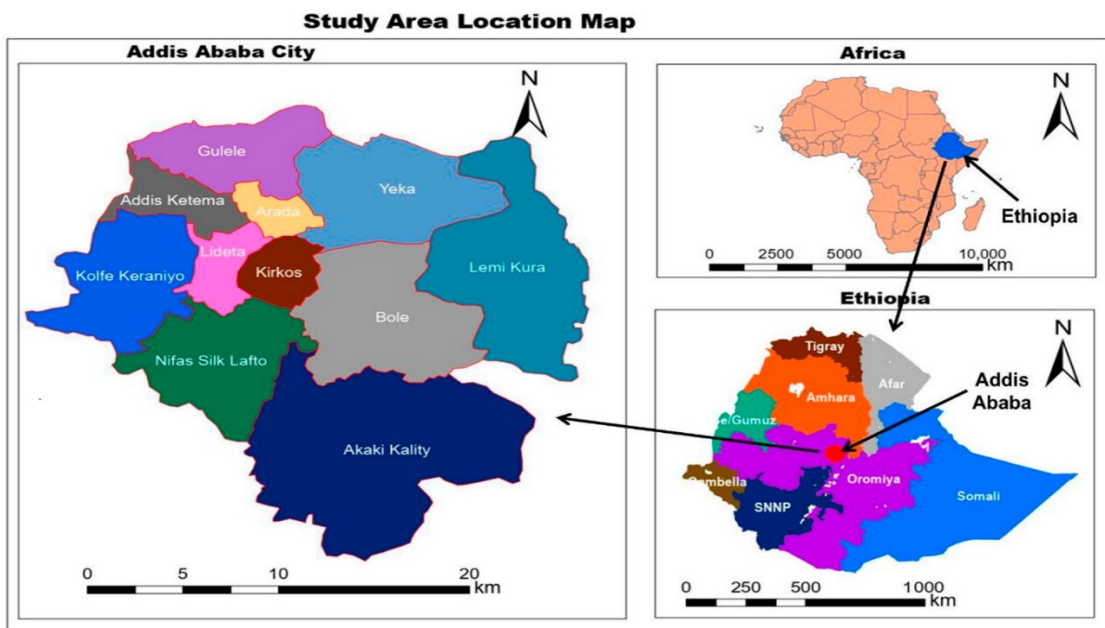 Study Area Location Map
Addis Ababa City
N
Gulele
Yeka
Addis Ketema
Arada
Lideta
Kolfe Keraniyo
Kirkos
Lemi Kura
Bole
Nifas Silk Lafto
Akaki Kality
0 5 10 20
km
Africa
N
Ethiopia
0 5000 10,000
km
Ethiopia
N
Tigray
Afar
Addis
Ababa
Amhara
e/Gumuz
Oromiya
SNNP
Somali
0 250 500 1000
km